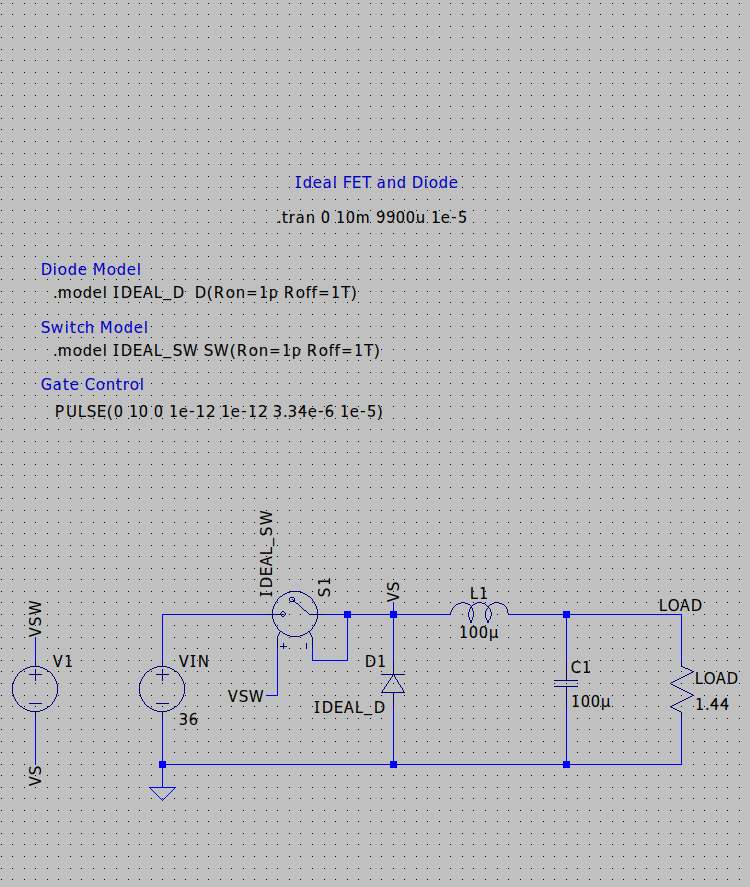 Ideal FET and Diode
.tran 0 10m 9900u 1e-5
Diode Model
.model IDEAL_D  D(Ron=1p Roff=1T)
Switch Model
.model IDEAL_SW SW(Ron=1p Roff=1T)
Gate Control
PULSE(0 10 0 1e-12 1e-12 3.34e-6 1e-5)
IDEAL_SW
S1
VS
L1
100µ
LOAD
VSW
V1
VS
VIN
36
+
-
VSW
D1
IDEAL_D
C1
100µ
LOAD
1.44